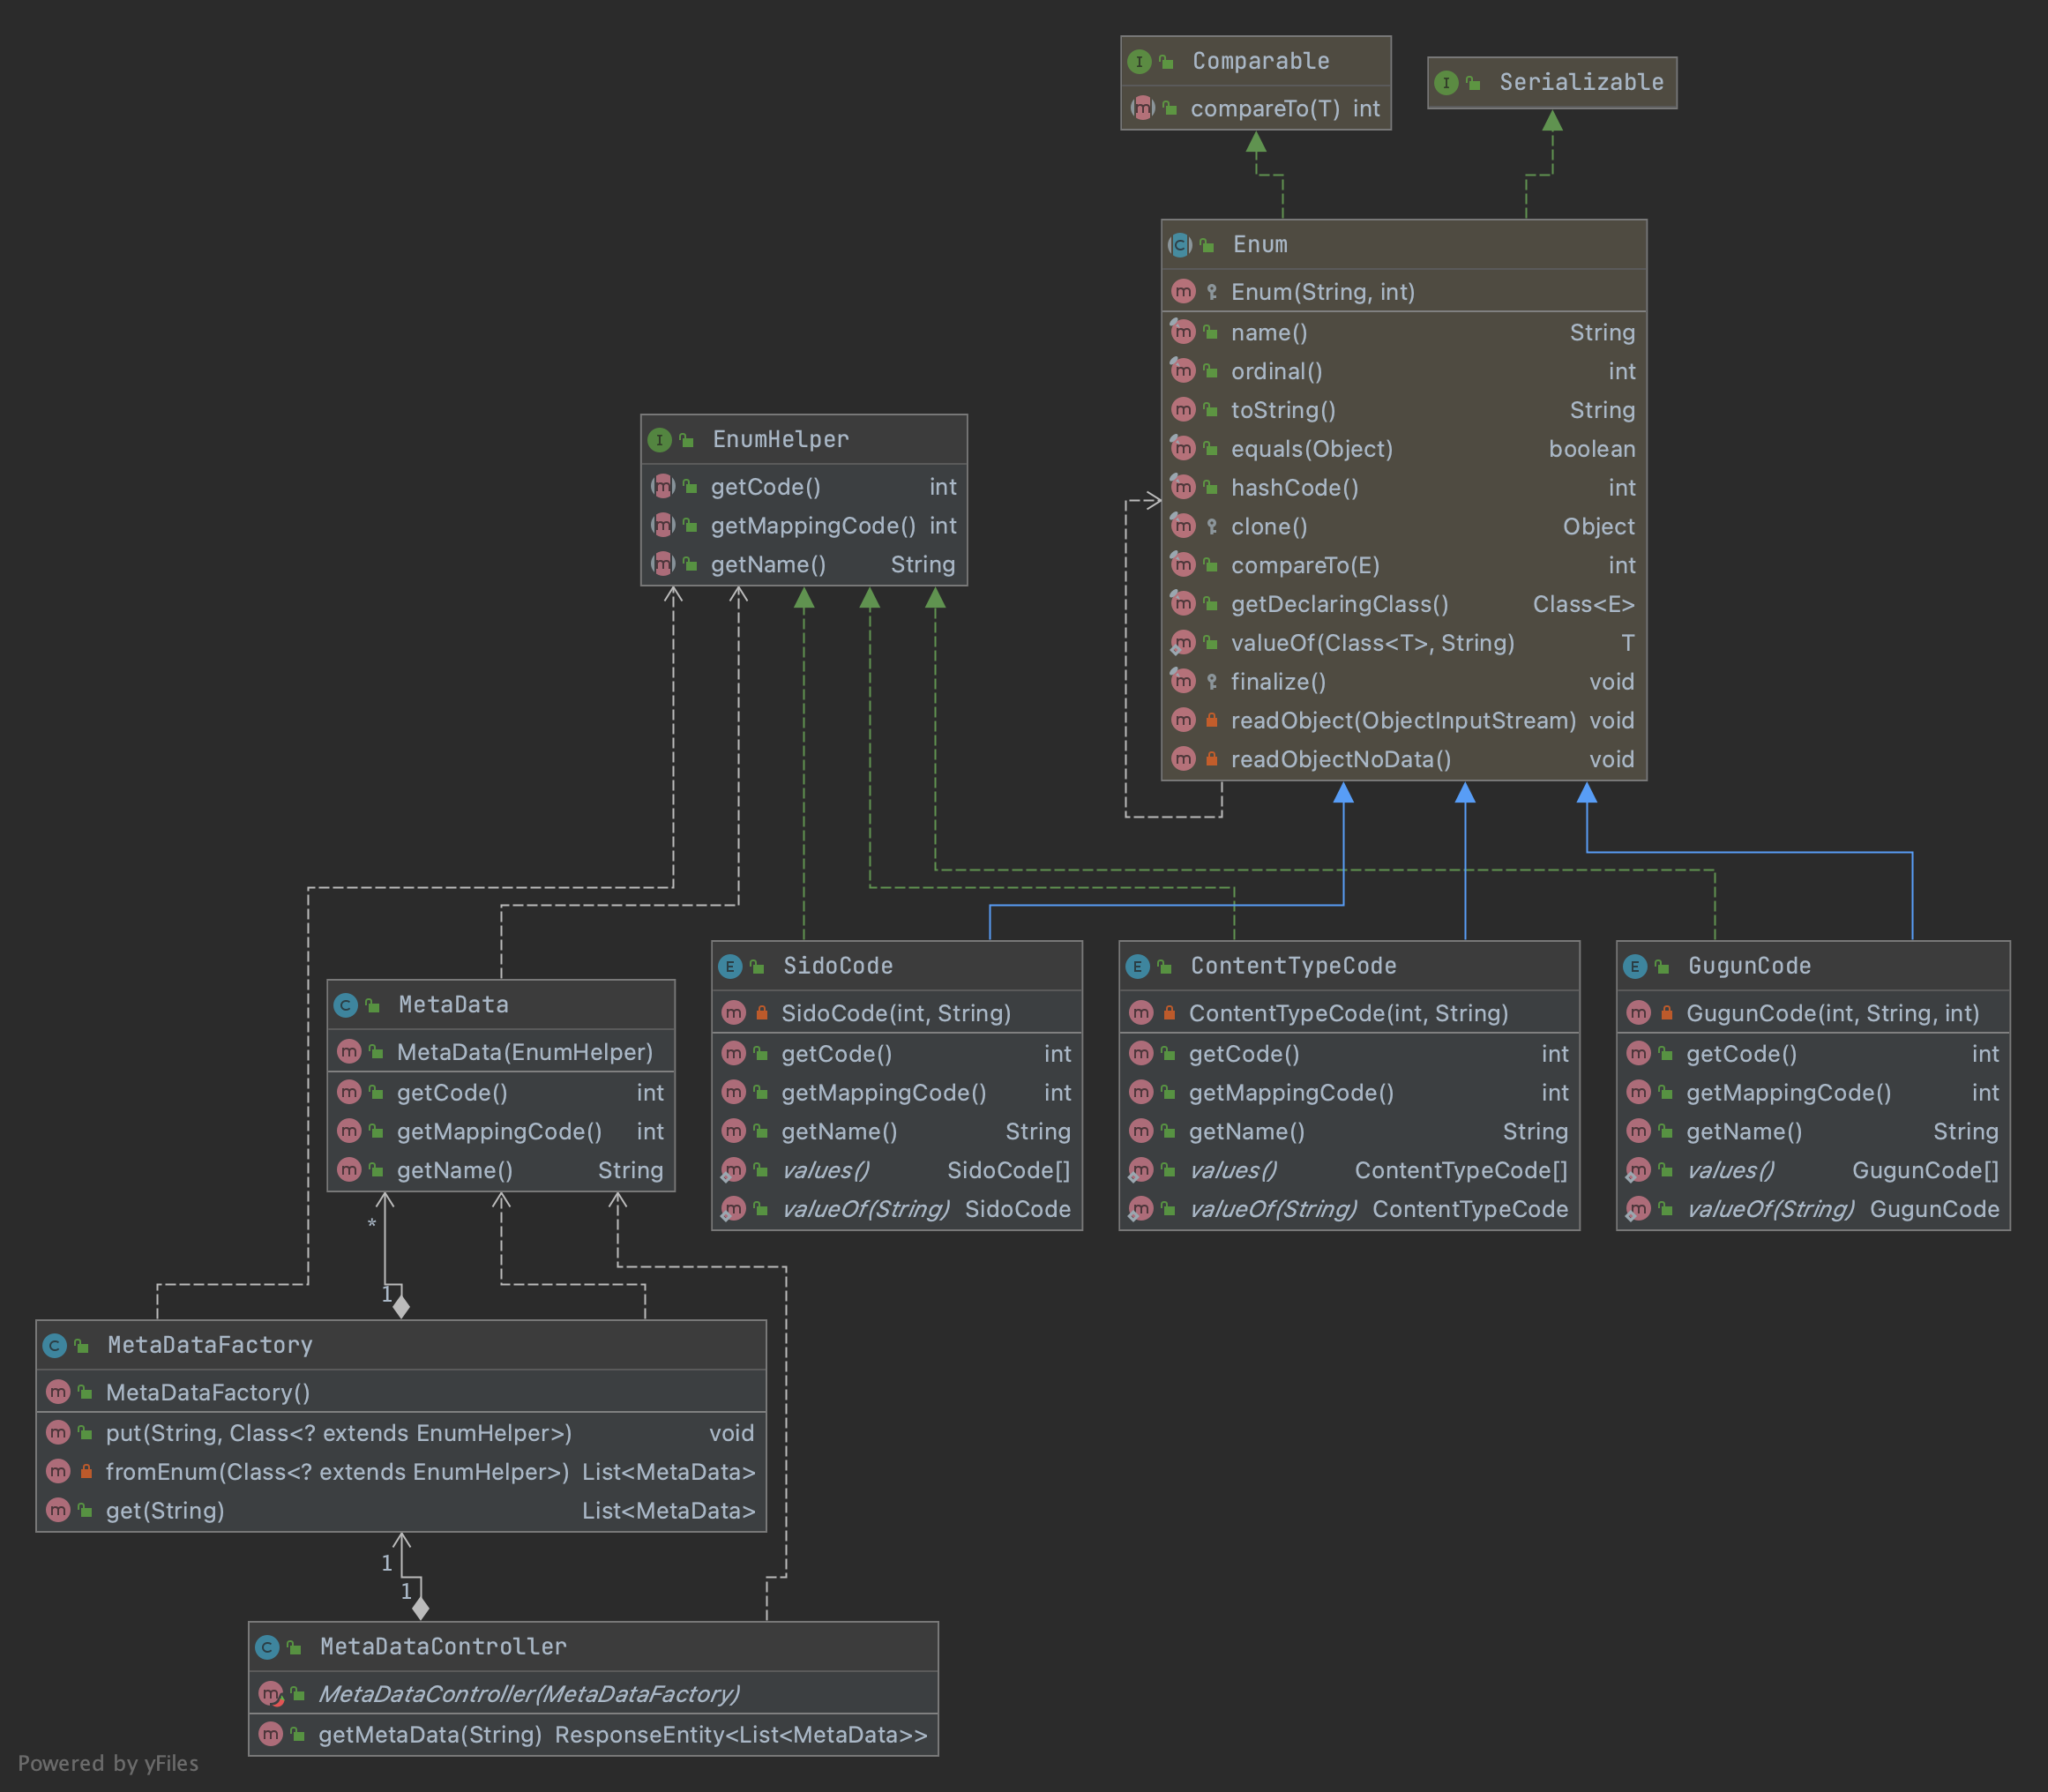 Comparable
compareTo(T) int
Serializable
Enum
Enum(String, int)
name() String
ordinal() int
toString() String
equals(Object) boolean
hashCode() int
clone() Object
compareTo(E) int
getDeclaringClass() Class<E>
valueOf(Class<T>, String) T
finalize() void
readObject(ObjectInputStream) void
readObjectNoData() void
EnumHelper
getCode() int
getMappingCode() int
getName() String
SidoCode
SidoCode(int, String)
getCode() int
getMappingCode() int
getName() String
values() SidoCode[]
valueOf(String) SidoCode
ContentTypeCode
ContentTypeCode(int, String)
getCode() int
getMappingCode() int
getName() String
values() ContentTypeCode[]
valueOf(String) ContentTypeCode
GugunCode
GugunCode(int, String, int)
getCode() int
getMappingCode() int
getName() String
values() GugunCode[]
valueOf(String) GugunCode
MetaData
MetaData(EnumHelper)
getCode() int
getMappingCode() int
getName() String
*
1
MetaDataFactory
MetaDataFactory()
put(String, Class<? extends EnumHelper>) void
fromEnum(Class<? extends EnumHelper>) List<MetaData>
get(String) List<MetaData>
1
1
MetaDataController
MetaDataController(MetaDataFactory)
getMetaData(String) ResponseEntity<List<MetaData>>
Powered by yFiles